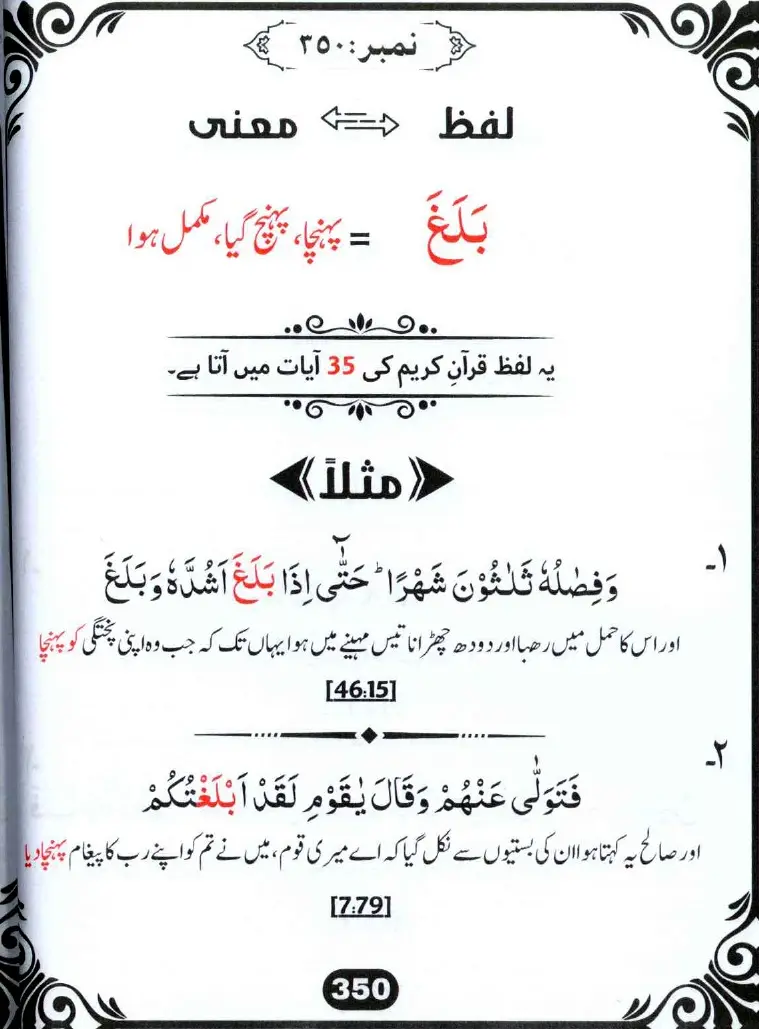 نمبر: ۳۵۰
لفظ معنی
بَلَغَ = پہنچا، پہنچ گیا، مکمل ہوا
یہ لفظ قرآنِ کریم کی 35 آیات میں آتا ہے۔
مثلاً
۱۔
وَفِصٰلُهٗ ثَلٰثُوْنَ شَهْرًا ؕ حَتّٰۤى اِذَا بَلَغَ اَشُدَّهٗ وَبَلَغَ
اور اس کا حمل میں رھبا اور دودھ چھڑانا تیس مہینے میں ہوا یہاں تک کہ جب وہ اپنی پختگی کو پہنچا
[46:15]
۲۔
فَتَوَلّٰى عَنْهُمْ وَقَالَ يٰقَوْمِ لَقَدْ اَبْلَغْتُكُمْ
اور صالح یہ کہتا ہوا ان کی بستیوں سے نکل گیا کہ اے میری قوم، میں نے تم کو اپنے رب کا پیغام پہنچا دیا
[7:79]
350